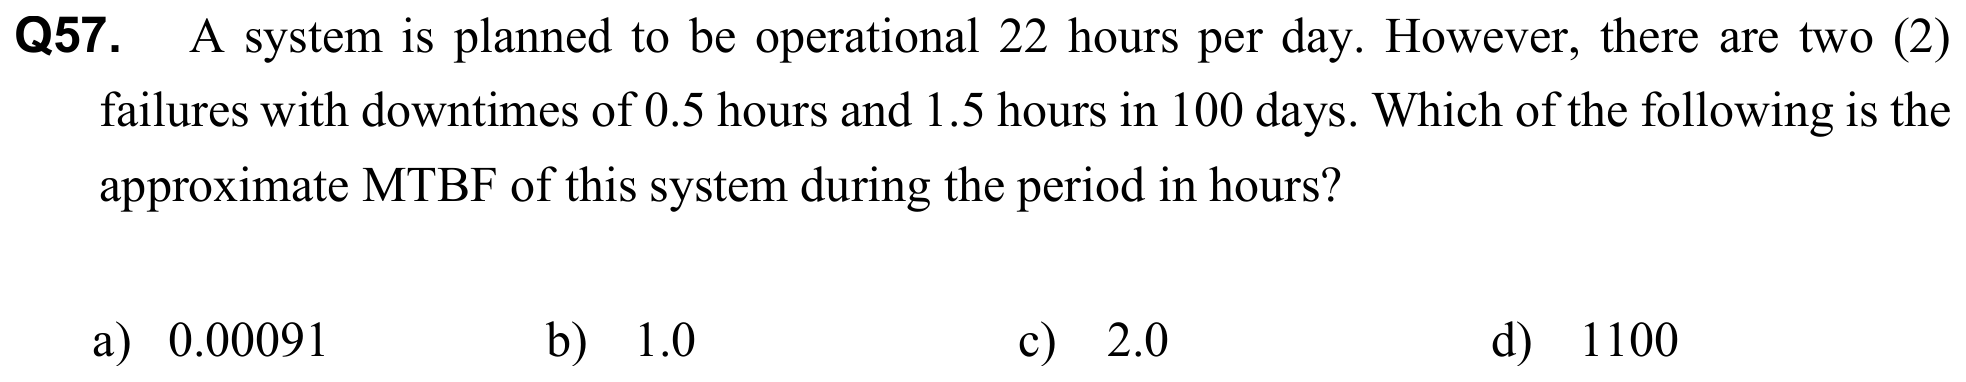 Q57. A system is planned to be operational 22 hours per day. However, there are two (2)
failures with downtimes of 0.5 hours and 1.5 hours in 100 days. Which of the following is the
approximate MTBF of this system during the period in hours?
a) 0.00091 b) 1.0 c) 2.0 d) 1100